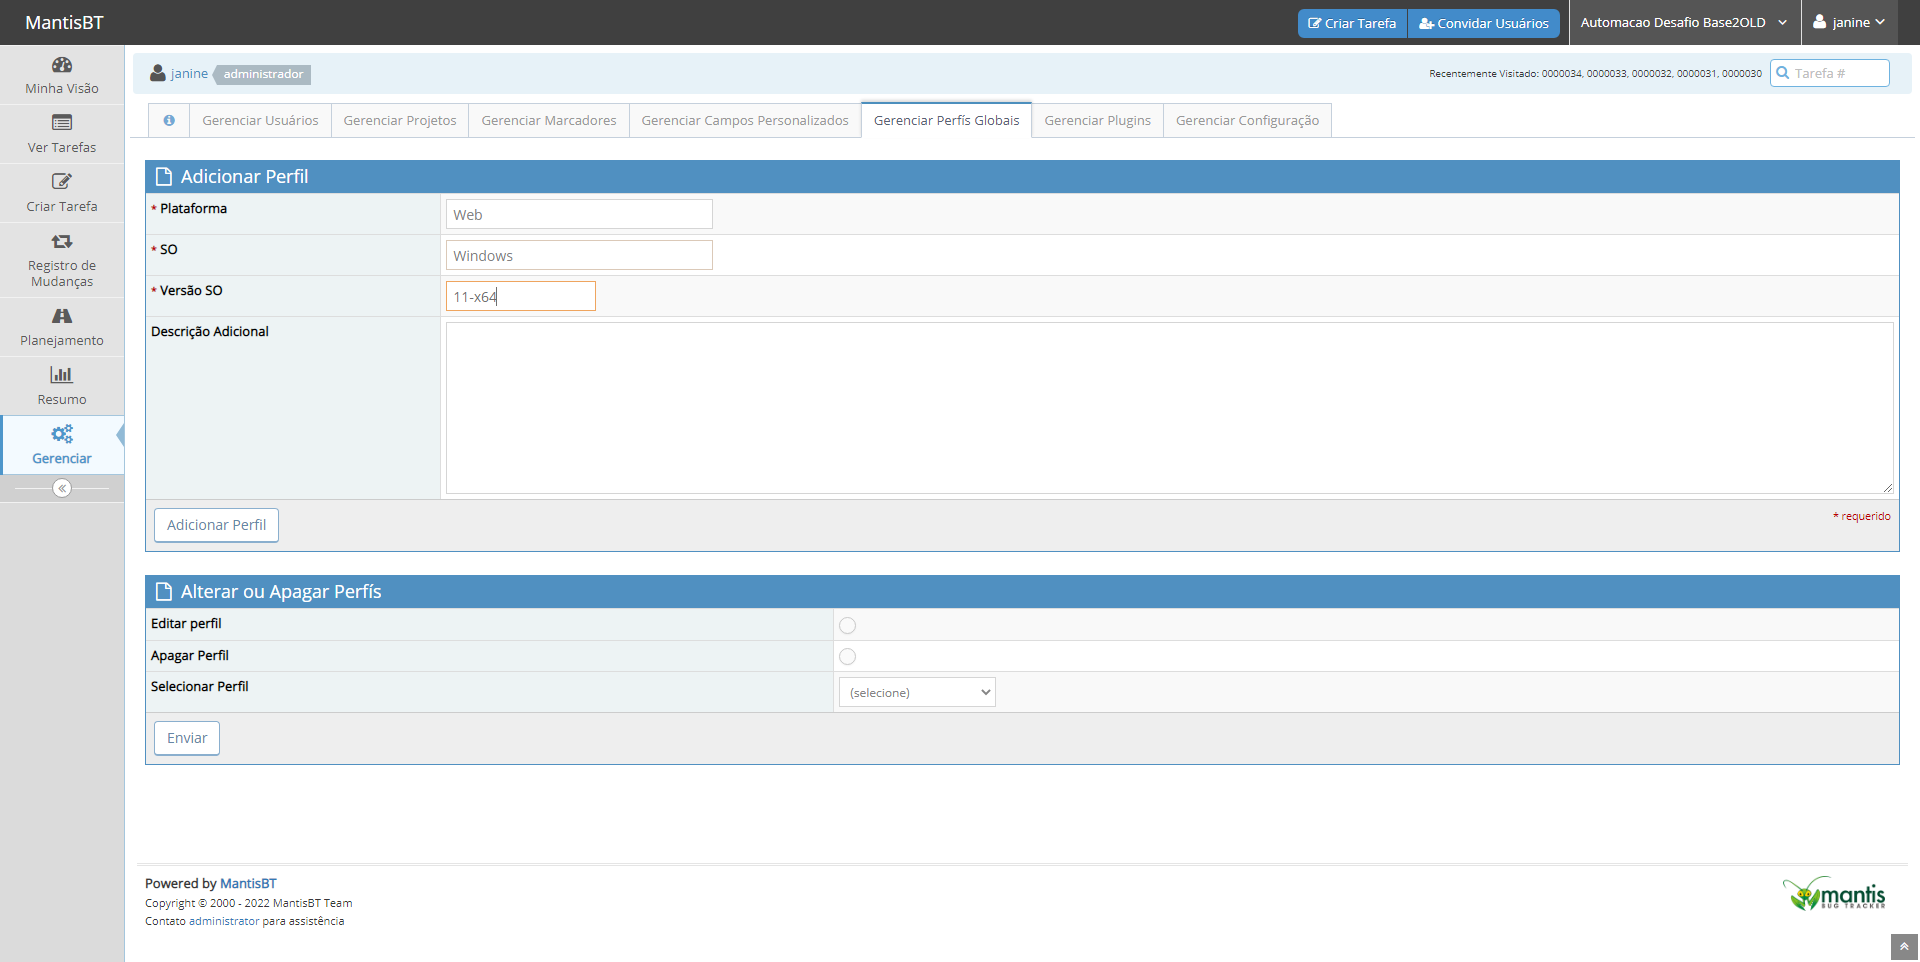 MantisBT
Criar Tarefa
Convidar Usuários
Automacao Desafio Base2OLD
janine
Minha Visão
Ver Tarefas
Criar Tarefa
Registro de
Mudanças
Planejamento
Resumo
Gerenciar
janine administrador
Recentemente Visitado: 0000034, 0000033, 0000032, 0000031, 0000030
Tarefa #
Gerenciar Usuários
Gerenciar Projetos
Gerenciar Marcadores
Gerenciar Campos Personalizados
Gerenciar Perfís Globais
Gerenciar Plugins
Gerenciar Configuração
Adicionar Perfil
* Plataforma
Web
* SO
Windows
* Versão SO
11-x64
Descrição Adicional
Adicionar Perfil
* requerido
Alterar ou Apagar Perfís
Editar perfil
Apagar Perfil
Selecionar Perfil
(selecione)
Enviar
Powered by MantisBT
Copyright © 2000 - 2022 MantisBT Team
Contato administrator para assistência
mantis
BUG TRACKER